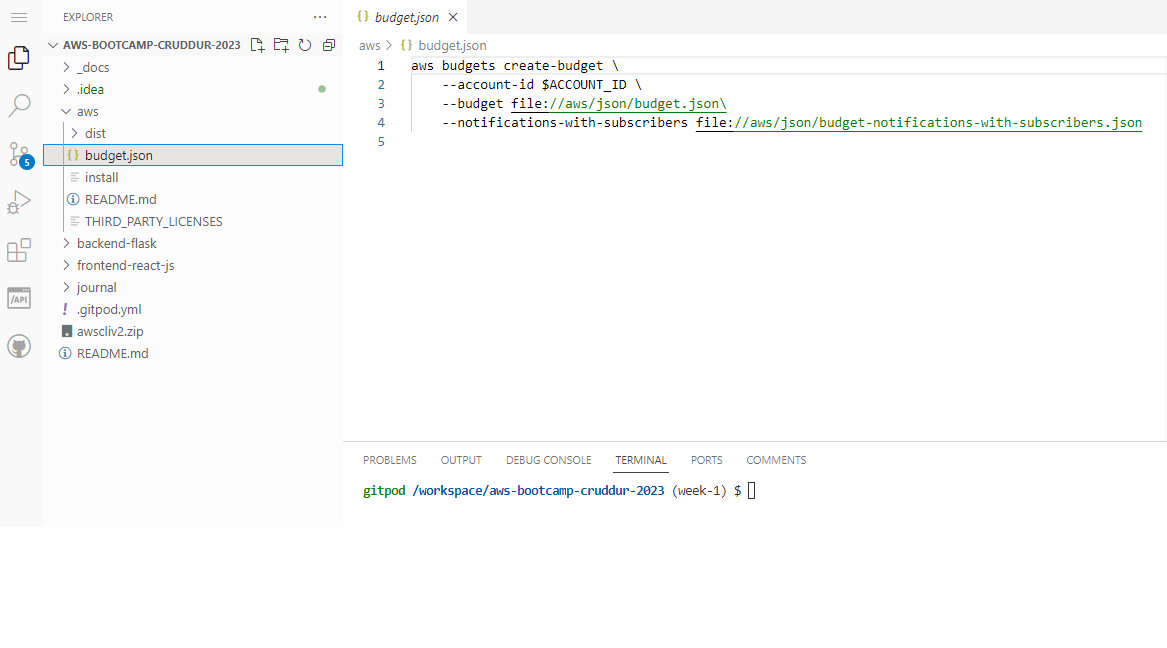 EXPLORER
AWS-BOOTCAMP-CRUDDUR-2023
_docs
.idea
aws
dist
{} budget.json
install
README.md
THIRD_PARTY_LICENSES
backend-flask
frontend-react-js
journal
! .gitpod.yml
awscliv2.zip
README.md
5
/API
{} budget.json
aws > {} budget.json
1 aws budgets create-budget \
2 --account-id $ACCOUNT_ID \
3 --budget file://aws/json/budget.json\
4 --notifications-with-subscribers file://aws/json/budget-notifications-with-subscribers.json
5
PROBLEMS OUTPUT DEBUG CONSOLE TERMINAL PORTS COMMENTS
gitpod /workspace/aws-bootcamp-cruddur-2023 (week-1) $